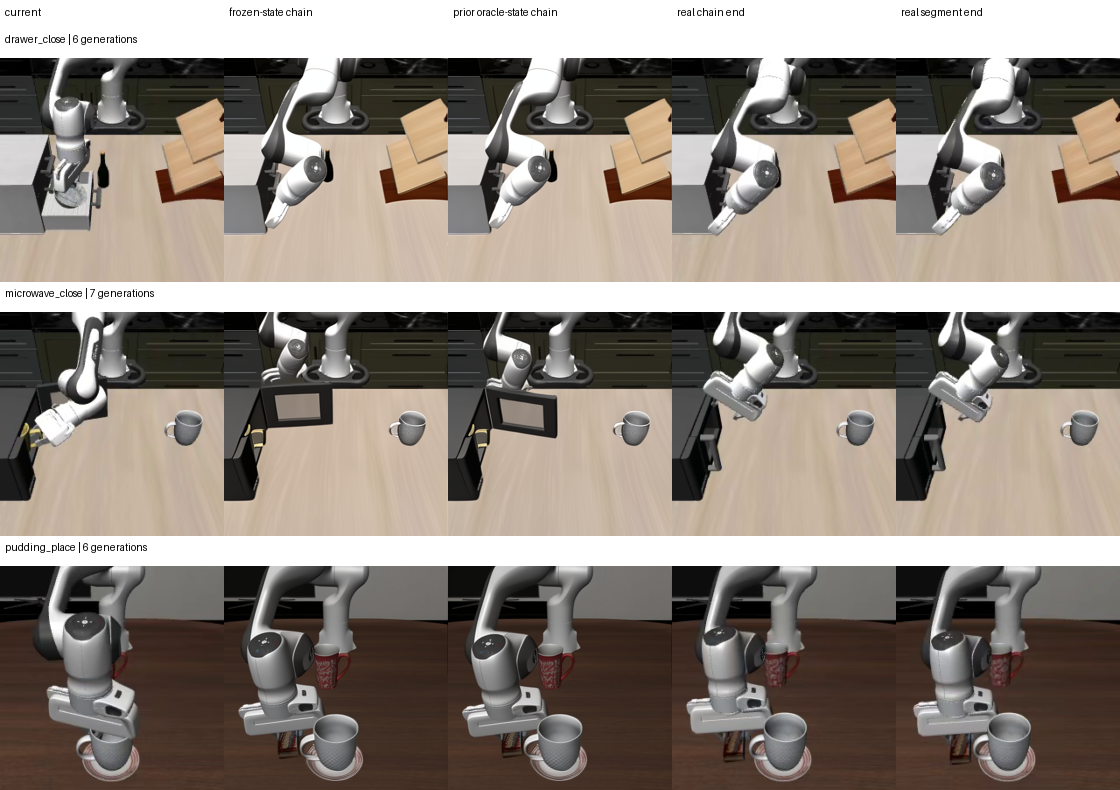 current
frozen-state chain
prior oracle-state chain
real chain end
real segment end
drawer_close | 6 generations
microwave_close | 7 generations
pudding_place | 6 generations